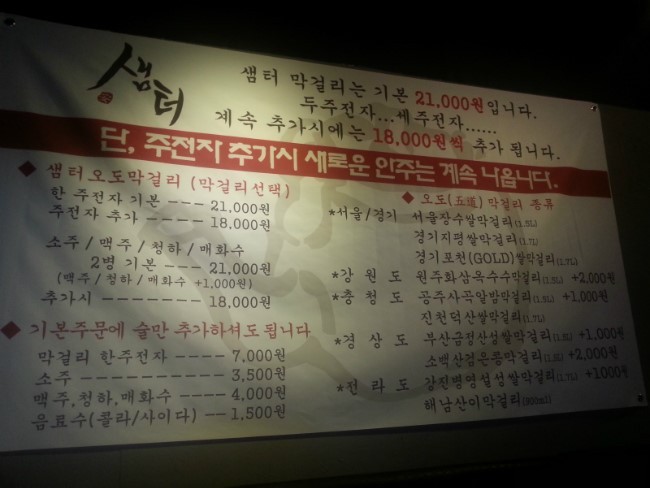 샘터
샘터 막걸리는 기본 21,000원입니다.
두주전자...세주전자......
계속 추가시에는 18,000원씩 추가 됩니다.
단, 주전자 추가시 새로운 안주는 계속 나옵니다.
◆ 샘터 오도막걸리 (막걸리선택)
한 주전자 기본 --- 21,000원
주전자 추가 --- 18,000원
소주 / 맥주 / 청하 / 매화수
2병 기본 --- 21,000원
(맥주 / 청하 / 매화수 +1,000원)
추가시 ------- 18,000원
◆ 기본주문에 술만 추가하셔도 됩니다
막걸리 한주전자 ---- 7,000원
소주 ---------- 3,500원
맥주,청하,매화수 ---- 4,000원
음료수(콜라/사이다) -- 1,500원
◆ 오도(五道) 막걸리 종류
*서울/경기 서울장수쌀막걸리
경기지평쌀막걸리(1.7L)
경기포천(GOLD)쌀막걸리(1.7L)
*강 원 도 원주화삼옥수수막걸리 +2,000원
*충 청 도 공주사곡알밤막걸리 +1,000원
진천덕산쌀막걸리(1.7L)
*경 상 도 부산금정산성쌀막걸리 +1,000원
소백산검은콩막걸리 +2,000원
*전 라 도 강진병영설성쌀막걸리(1.7L) +1000원
해남산이막걸리(900ml)